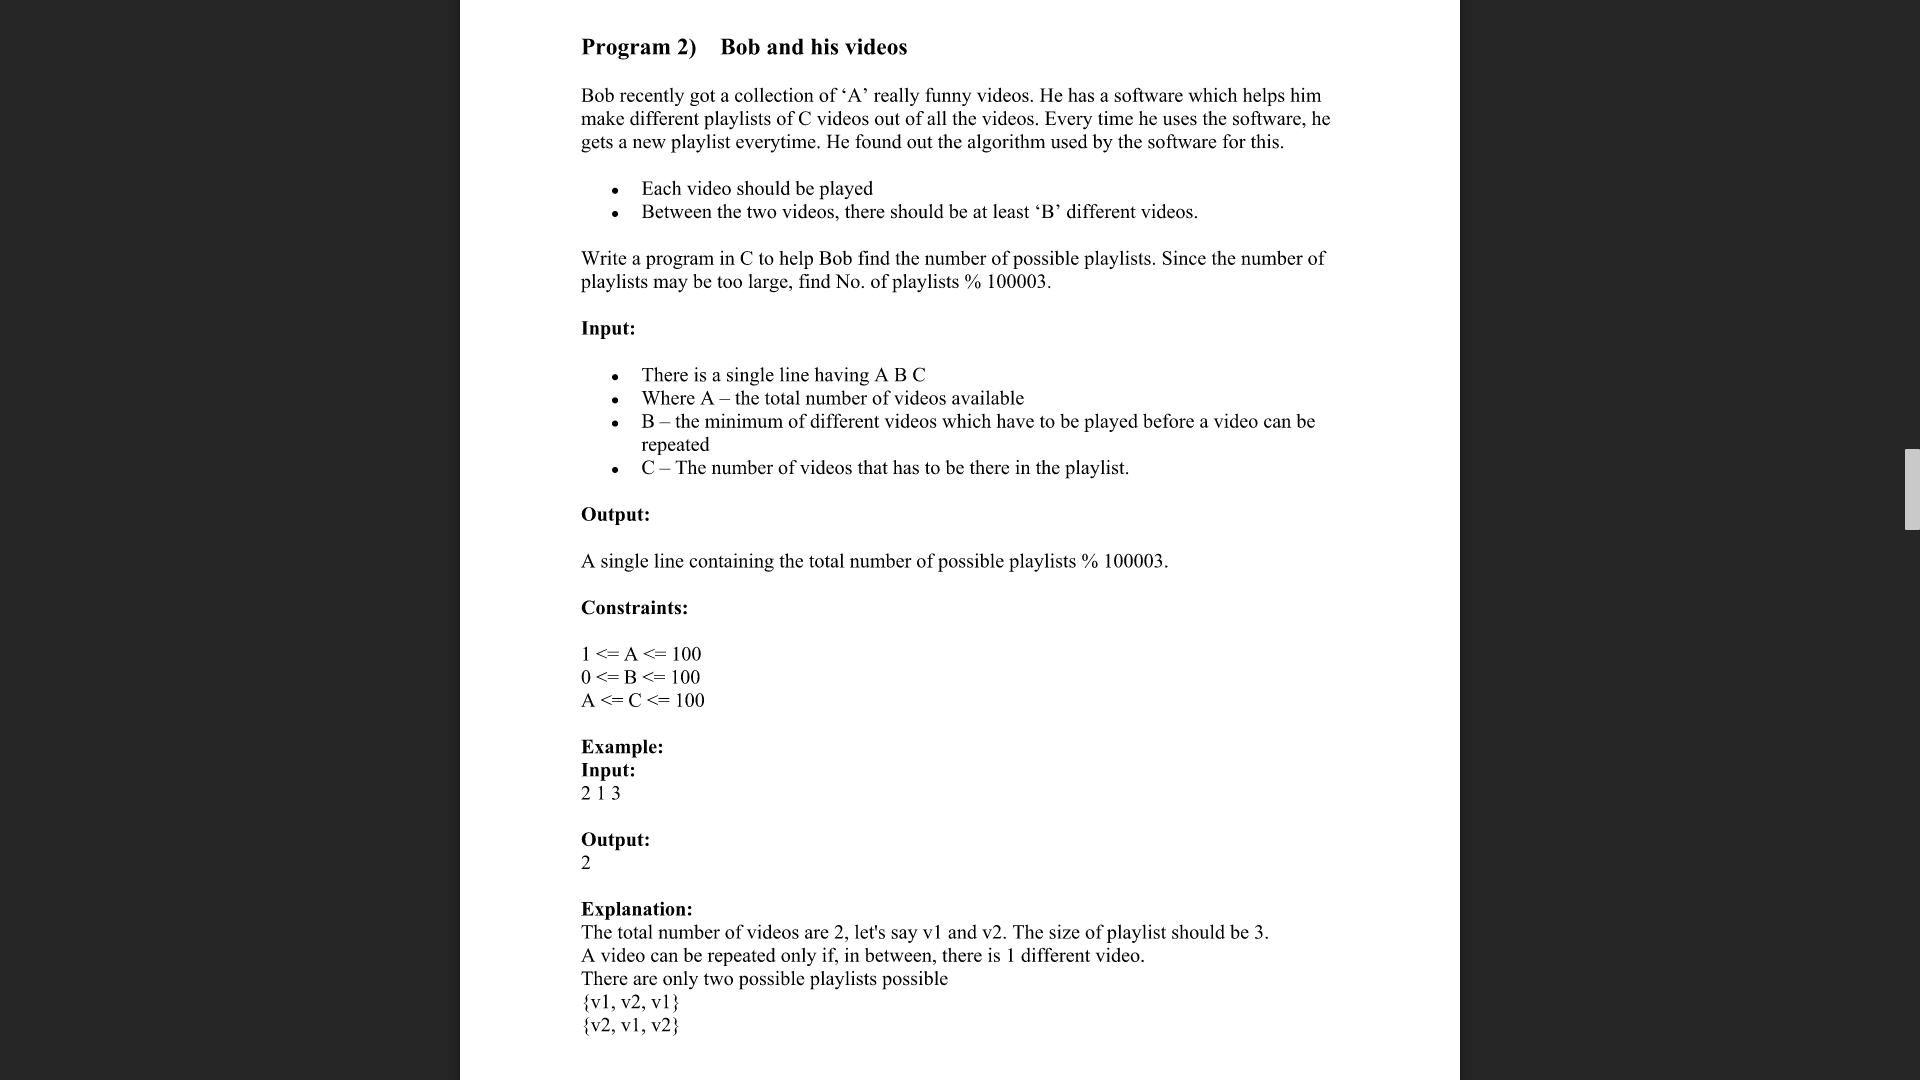 Program 2) Bob and his videos
Bob recently got a collection of ‘A’ really funny videos. He has a software which helps him
make different playlists of C videos out of all the videos. Every time he uses the software, he
gets a new playlist everytime. He found out the algorithm used by the software for this.
• Each video should be played
• Between the two videos, there should be at least ‘B’ different videos.
Write a program in C to help Bob find the number of possible playlists. Since the number of
playlists may be too large, find No. of playlists % 100003.
Input:
• There is a single line having A B C
• Where A – the total number of videos available
• B – the minimum of different videos which have to be played before a video can be
repeated
• C – The number of videos that has to be there in the playlist.
Output:
A single line containing the total number of possible playlists % 100003.
Constraints:
1 <= A <= 100
0 <= B <= 100
A <= C <= 100
Example:
Input:
2 1 3
Output:
2
Explanation:
The total number of videos are 2, let's say v1 and v2. The size of playlist should be 3.
A video can be repeated only if, in between, there is 1 different video.
There are only two possible playlists possible
{v1, v2, v1}
{v2, v1, v2}